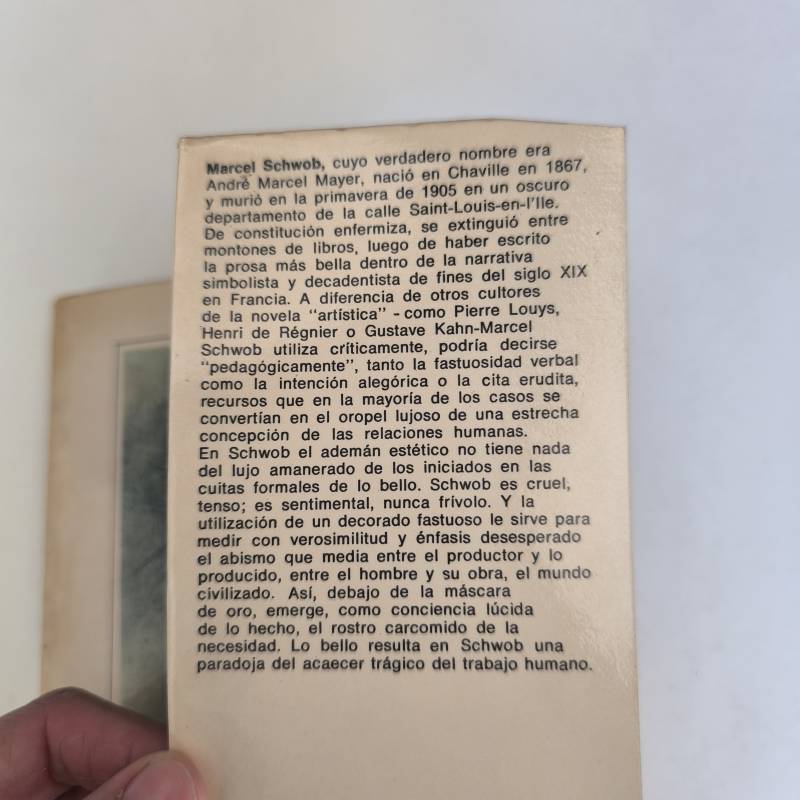 Marcel Schwob, cuyo verdadero nombre era
André Marcel Mayer, nació en Chaville en 1867,
y murió en la primavera de 1905 en un oscuro
departamento de la calle Saint-Louis-en-l'Ile.
De constitución enfermiza, se extinguió entre
montones de libros, luego de haber escrito
la prosa más bella dentro de la narrativa
simbolista y decadentista de fines del siglo XIX
en Francia. A diferencia de otros cultores
de la novela "artística" - como Pierre Louys,
Henri de Régnier o Gustave Kahn-Marcel
Schwob utiliza críticamente, podría decirse
"pedagógicamente", tanto la fastuosidad verbal
como la intención alegórica o la cita erudita,
recursos que en la mayoría de los casos se
convertían en el oropel lujoso de una estrecha
concepción de las relaciones humanas.
En Schwob el ademán estético no tiene nada
del lujo amanerado de los iniciados en las
cuitas formales de lo bello. Schwob es cruel,
tenso; es sentimental, nunca frívolo. Y la
utilización de un decorado fastuoso le sirve para
medir con verosimilitud y énfasis desesperado
el abismo que media entre el productor y lo
producido, entre el hombre y su obra, el mundo
civilizado. Así, debajo de la máscara
de oro, emerge, como conciencia lúcida
de lo hecho, el rostro carcomido de la
necesidad. Lo bello resulta en Schwob una
paradoja del acaecer trágico del trabajo humano.